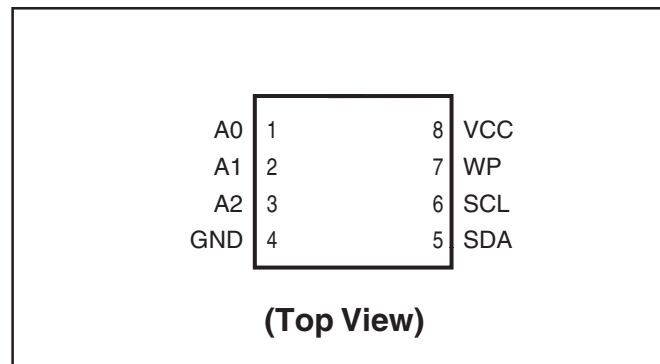 A0 1 8 VCC
A1 2 7 WP
A2 3 6 SCL
GND 4 5 SDA
(Top View)